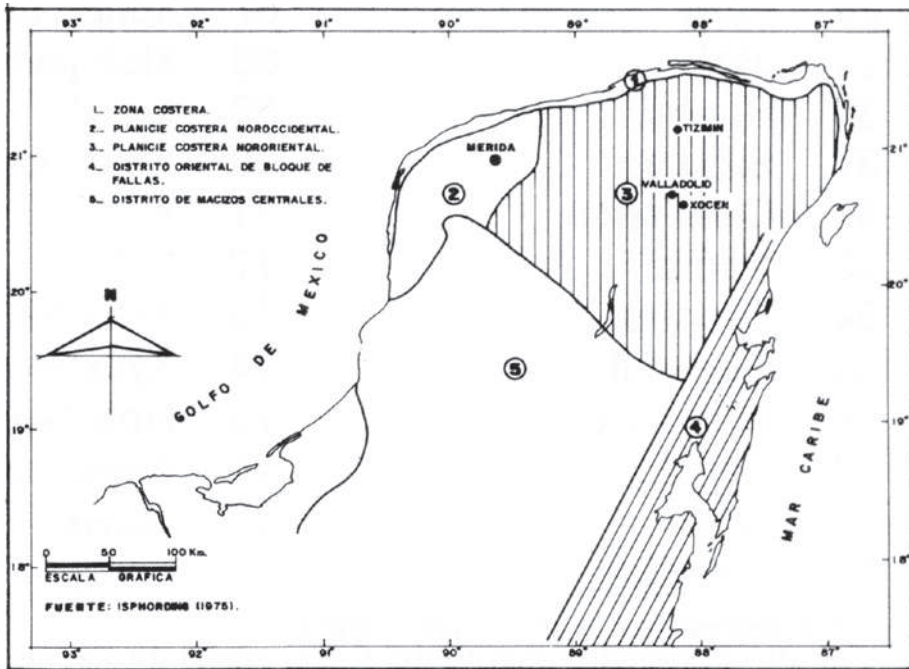 93° 92° 91° 90° 89° 88° 87°
1._ ZONA COSTERA.
2._ PLANICIE COSTERA NOROCCIDENTAL.
3._ PLANICIE COSTERA NORORIENTAL.
4._ DISTRITO ORIENTAL DE BLOQUE DE
FALLAS.
5._ DISTRITO DE MACIZOS CENTRALES.
1
TIZIMIN
MERIDA
21° 21°
VALLADOLID
2 3
XOCEN
20° 20°
N
GOLFO DE MEXICO
5
19° 19°
4
MAR CARIBE
0 50 100 Km.
18° 18°
ESCALA GRAFICA
FUENTE: ISPHORDING (1975).
93° 92° 91° 90° 89° 88° 87°